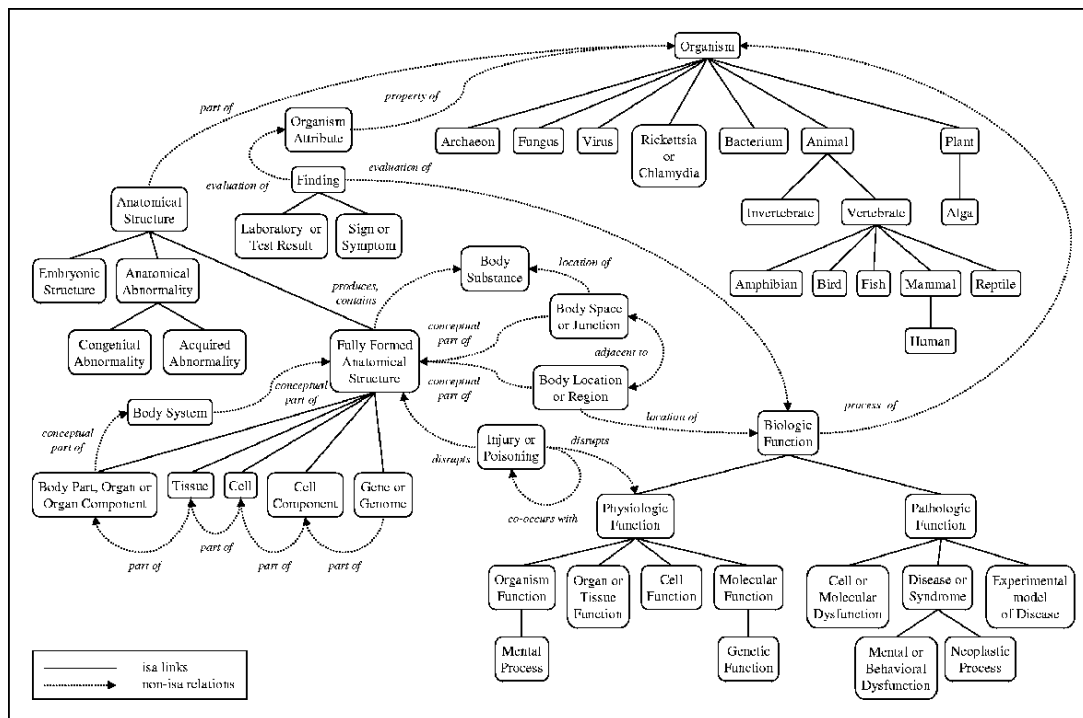 Organism
part of
property of
Organism
Attribute
Archaeon
Fungus
Virus
Rickettsia
or
Chlamydia
Bacterium
Animal
Plant
evaluation of
evaluation of
Finding
Anatomical
Structure
Laboratory or
Test Result
Sign or
Symptom
Invertebrate
Vertebrate
Alga
Embryonic
Structure
Anatomical
Abnormality
Body
Substance
location of
Amphibian
Bird
Fish
Mammal
Reptile
produces,
contains
Body Space
or Junction
Congenital
Abnormality
Acquired
Abnormality
Fully Formed
Anatomical
Structure
conceptual
part of
adjacent to
Human
conceptual
part of
conceptual
part of
Body Location
or Region
Body System
location of
process of
conceptual
part of
Injury or
Poisoning
disrupts
disrupts
Biologic
Function
Body Part, Organ or
Organ Component
Tissue
Cell
Cell
Component
Gene or
Genome
co-occurs with
Physiologic
Function
Pathologic
Function
part of
part of
part of
part of
Organism
Function
Organ or
Tissue
Function
Cell
Function
Molecular
Function
Cell or
Molecular
Dysfunction
Disease or
Syndrome
Experimental
model
of Disease
Mental
Process
Genetic
Function
Mental or
Behavioral
Dysfunction
Neoplastic
Process
isa links
non-isa relations